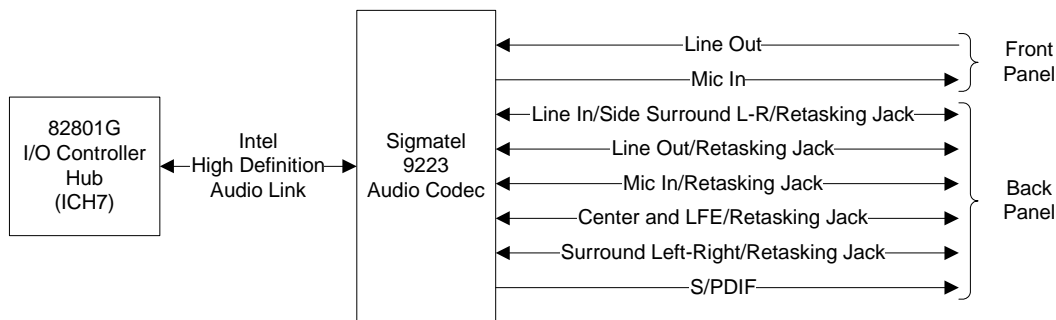 82801G
I/O Controller
Hub
(ICH7)
Intel
High Definition
Audio Link
Sigmatel
9223
Audio Codec
Line Out
Mic In
Line In/Side Surround L-R/Retasking Jack
Line Out/Retasking Jack
Mic In/Retasking Jack
Center and LFE/Retasking Jack
Surround Left-Right/Retasking Jack
S/PDIF
Front
Panel
Back
Panel